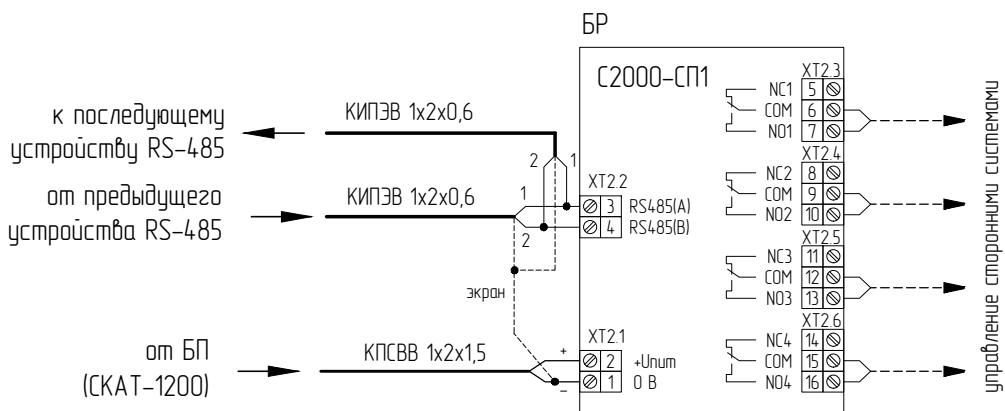 БР
С2000-СП1
к последующему
устройству RS-485
КИПЭВ 1х2х0,6
2
1
от предыдущего
устройства RS-485
КИПЭВ 1х2х0,6
1
2
экран
XT2.2
3 RS485(A)
4 RS485(B)
от БП
(СКАТ-1200)
КПСВВ 1х2х1,5
+
–
XT2.1
2 +Uпит
1 0 В
XT2.3
NC1 5
COM 6
NO1 7
XT2.4
NC2 8
COM 9
NO2 10
XT2.5
NC3 11
COM 12
NO3 13
XT2.6
NC4 14
COM 15
NO4 16
управление сторонними системами